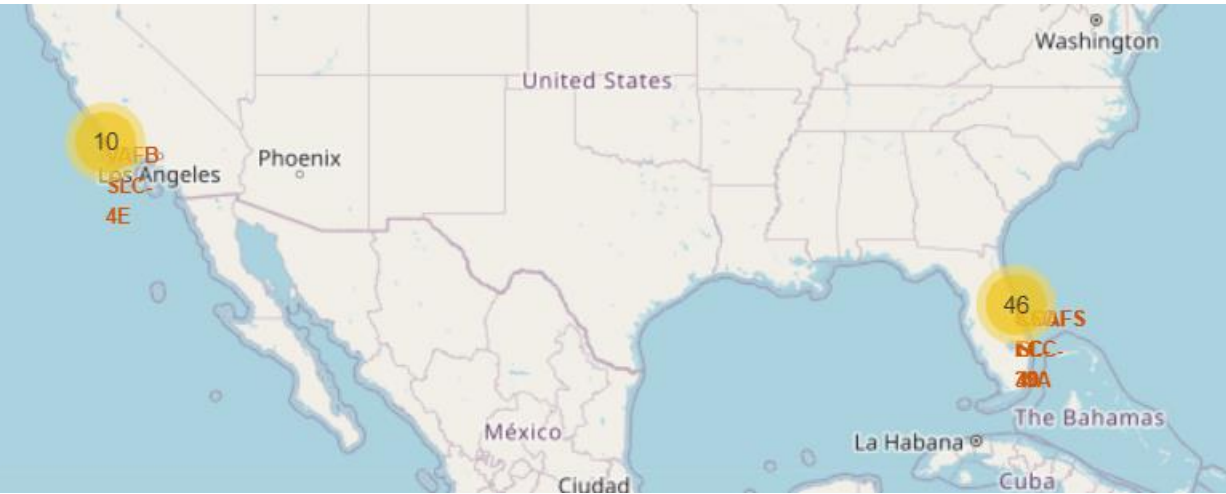 Washington
United States
10
VAFB
Phoenix
Los Angeles
SLC-
4E
46
México
The Bahamas
La Habana
Ciudad
Cuba